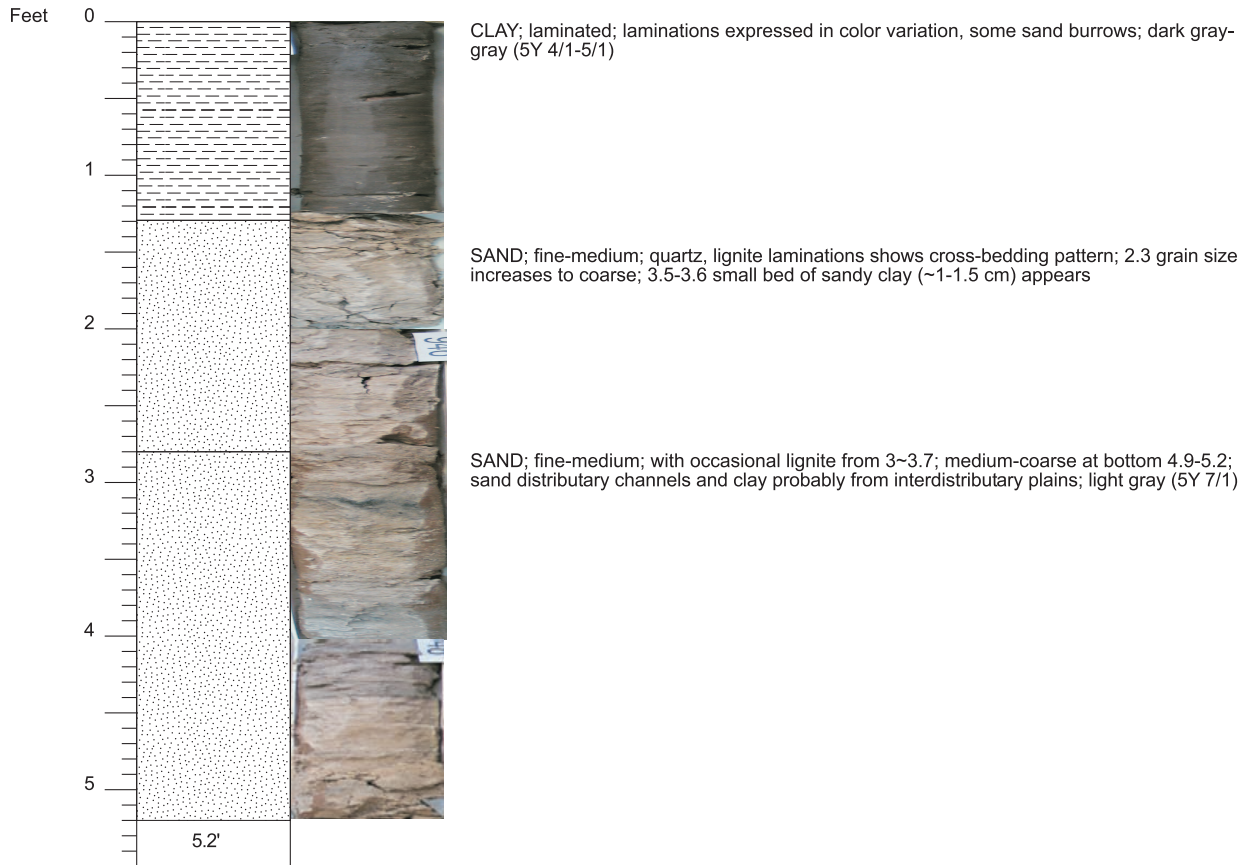 Feet
0
CLAY; laminated; laminations expressed in color variation, some sand burrows; dark gray-
gray (5Y 4/1-5/1)
1
SAND; fine-medium; quartz, lignite laminations shows cross-bedding pattern; 2.3 grain size
increases to coarse; 3.5-3.6 small bed of sandy clay (~1-1.5 cm) appears
2
3
SAND; fine-medium; with occasional lignite from 3~3.7; medium-coarse at bottom 4.9-5.2;
sand distributary channels and clay probably from interdistributary plains; light gray (5Y 7/1)
4
5
5.2'